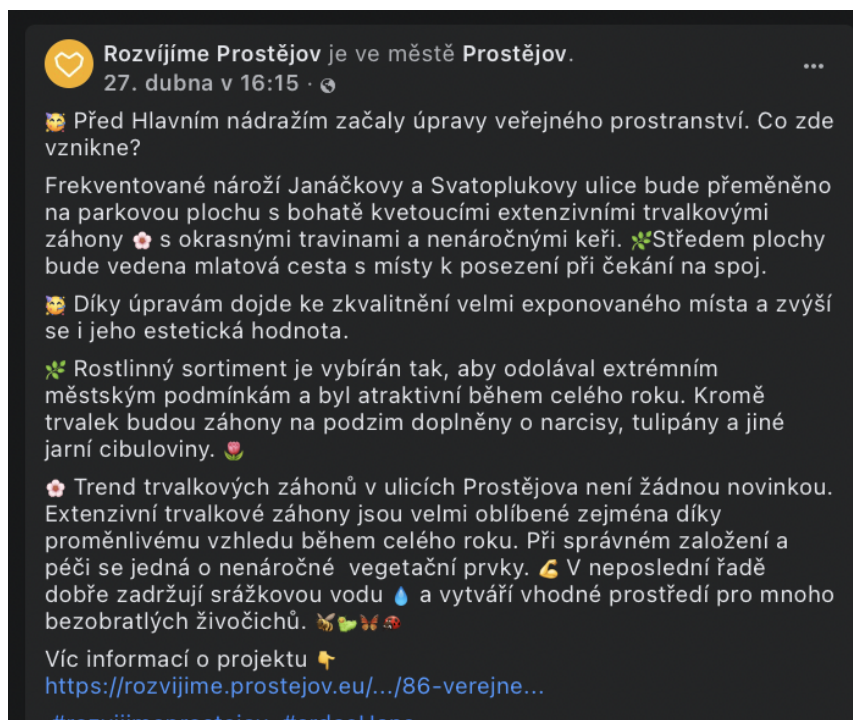 Rozvíjíme Prostějov je ve městě Prostějov.
27. dubna v 16:15 ·
🥳 Před Hlavním nádražím začaly úpravy veřejného prostranství. Co zde
vznikne?
Frekventované nároží Janáčkovy a Svatoplukovy ulice bude přeměněno
na parkovou plochu s bohatě kvetoucími extenzivními trvalkovými
záhony 🌸 s okrasnými travinami a nenáročnými keři. 🌿Středem plochy
bude vedena mlatová cesta s místy k posezení při čekání na spoj.
🥳 Díky úpravám dojde ke zkvalitnění velmi exponovaného místa a zvýší
se i jeho estetická hodnota.
🌿 Rostlinný sortiment je vybírán tak, aby odolával extrémním
městským podmínkám a byl atraktivní během celého roku. Kromě
trvalek budou záhony na podzim doplněny o narcisy, tulipány a jiné
jarní cibuloviny. 🌷
🌸 Trend trvalkových záhonů v ulicích Prostějova není žádnou novinkou.
Extenzivní trvalkové záhony jsou velmi oblíbené zejména díky
proměnlivému vzhledu během celého roku. Při správném založení a
péči se jedná o nenáročné  vegetační prvky. 💪 V neposlední řadě
dobře zadržují srážkovou vodu 💧 a vytváří vhodné prostředí pro mnoho
bezobratlých živočichů. 🐝🐛🦋🐞
Víc informací o projektu 👇
https://rozvijime.prostejov.eu/.../86-verejne...